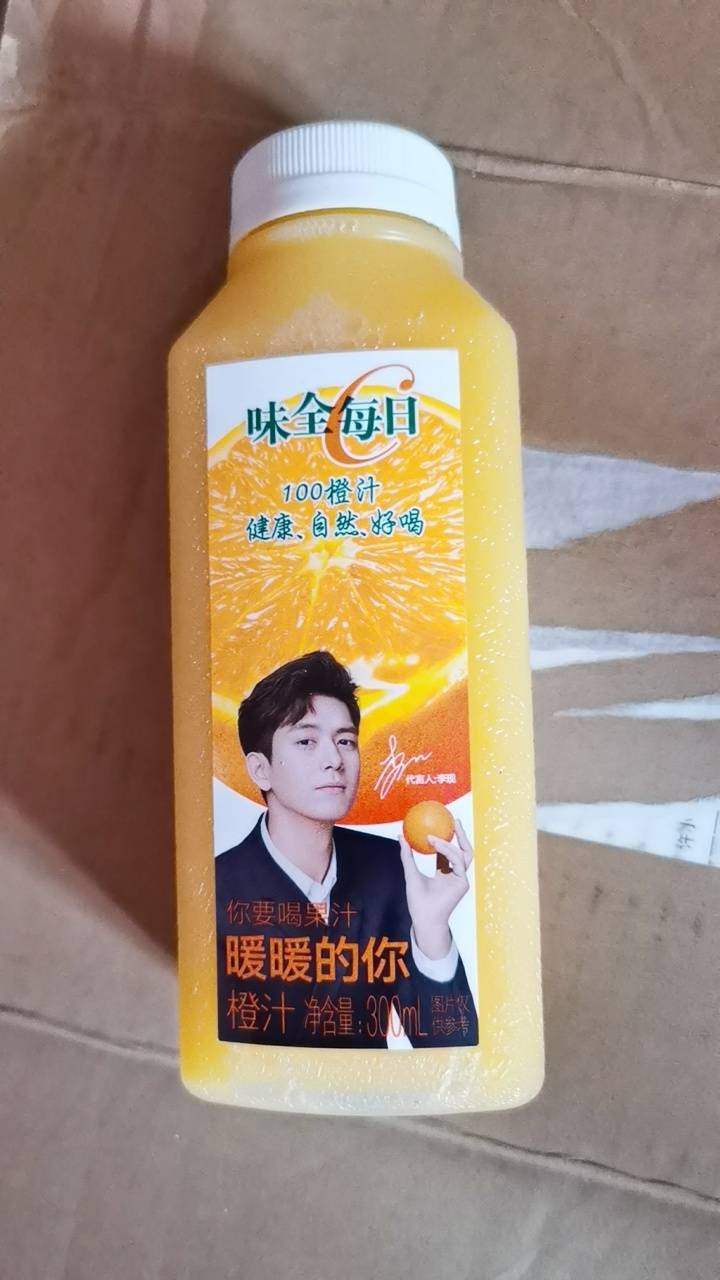 味全每日C
100橙汁
健康、自然、好喝
代言人:李现
你要喝果汁
暖暖的你
橙汁 净含量:300mL 图片仅
供参考